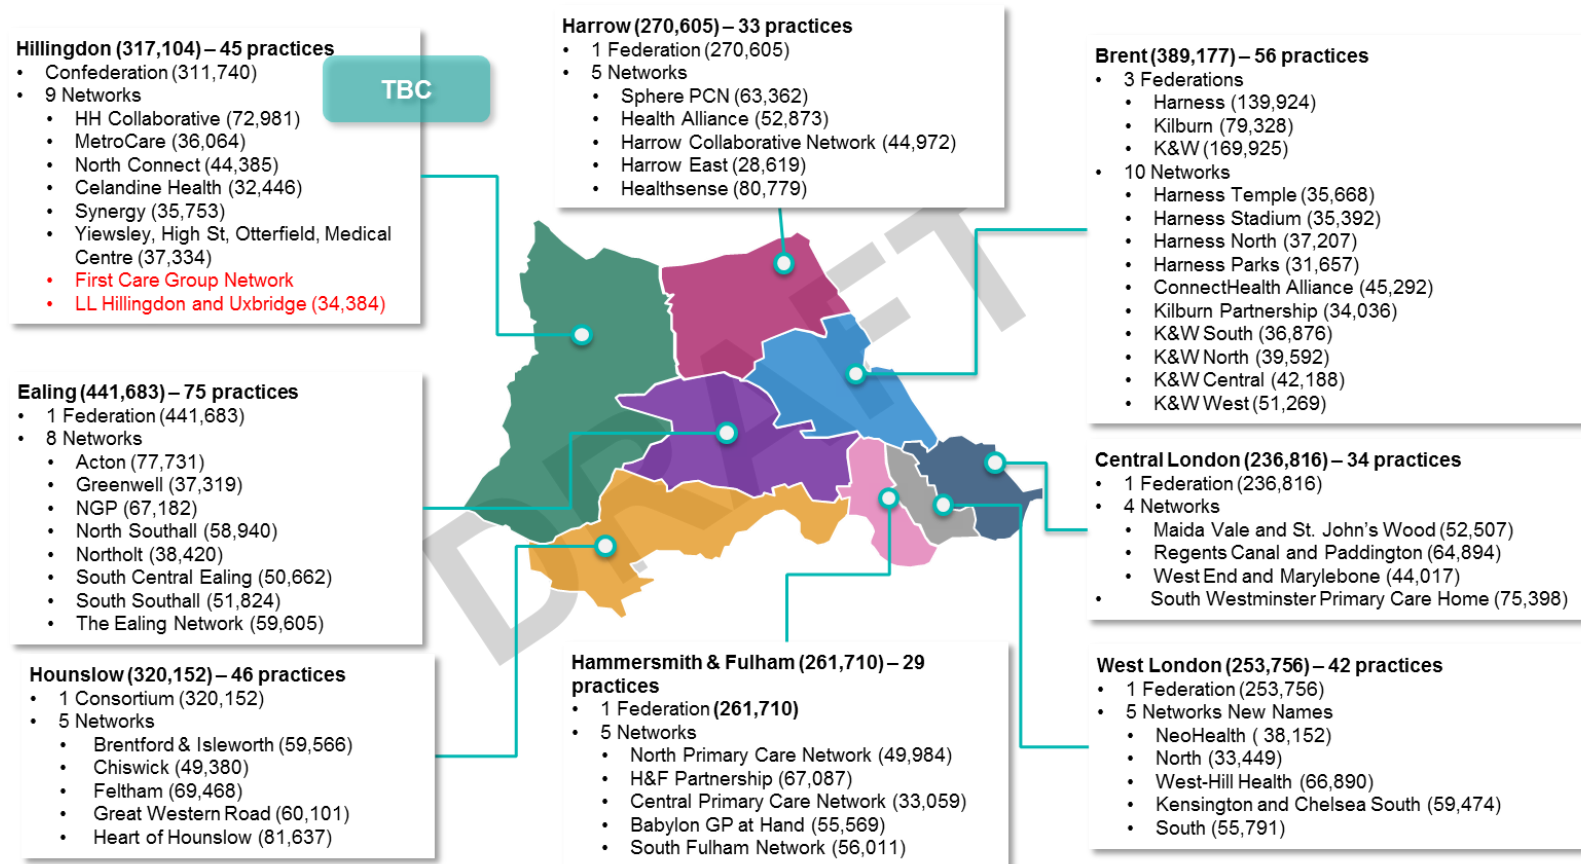 Hillingdon (317,104) – 45 practices
• Confederation (311,740)
• 9 Networks
• HH Collaborative (72,981)
• MetroCare (36,064)
• North Connect (44,385)
• Celandine Health (32,446)
• Synergy (35,753)
• Yiewsley, High St, Otterfield, Medical
Centre (37,334)
• First Care Group Network
• LL Hillingdon and Uxbridge (34,384)
TBC
Harrow (270,605) – 33 practices
• 1 Federation (270,605)
• 5 Networks
• Sphere PCN (63,362)
• Health Alliance (52,873)
• Harrow Collaborative Network (44,972)
• Harrow East (28,619)
• Healthsense (80,779)
Brent (389,177) – 56 practices
• 3 Federations
• Harness (139,924)
• Kilburn (79,328)
• K&W (169,925)
• 10 Networks
• Harness Temple (35,668)
• Harness Stadium (35,392)
• Harness North (37,207)
• Harness Parks (31,657)
• ConnectHealth Alliance (45,292)
• Kilburn Partnership (34,036)
• K&W South (36,876)
• K&W North (39,592)
• K&W Central (42,188)
• K&W West (51,269)
Ealing (441,683) – 75 practices
• 1 Federation (441,683)
• 8 Networks
• Acton (77,731)
• Greenwell (37,319)
• NGP (67,182)
• North Southall (58,940)
• Northolt (38,420)
• South Central Ealing (50,662)
• South Southall (51,824)
• The Ealing Network (59,605)
DRAFT
Central London (236,816) – 34 practices
• 1 Federation (236,816)
• 4 Networks
• Maida Vale and St. John’s Wood (52,507)
• Regents Canal and Paddington (64,894)
• West End and Marylebone (44,017)
• South Westminster Primary Care Home (75,398)
Hounslow (320,152) – 46 practices
• 1 Consortium (320,152)
• 5 Networks
• Brentford & Isleworth (59,566)
• Chiswick (49,380)
• Feltham (69,468)
• Great Western Road (60,101)
• Heart of Hounslow (81,637)
Hammersmith & Fulham (261,710) – 29
practices
• 1 Federation (261,710)
• 5 Networks
• North Primary Care Network (49,984)
• H&F Partnership (67,087)
• Central Primary Care Network (33,059)
• Babylon GP at Hand (55,569)
• South Fulham Network (56,011)
West London (253,756) – 42 practices
• 1 Federation (253,756)
• 5 Networks New Names
• NeoHealth ( 38,152)
• North (33,449)
• West-Hill Health (66,890)
• Kensington and Chelsea South (59,474)
• South (55,791)